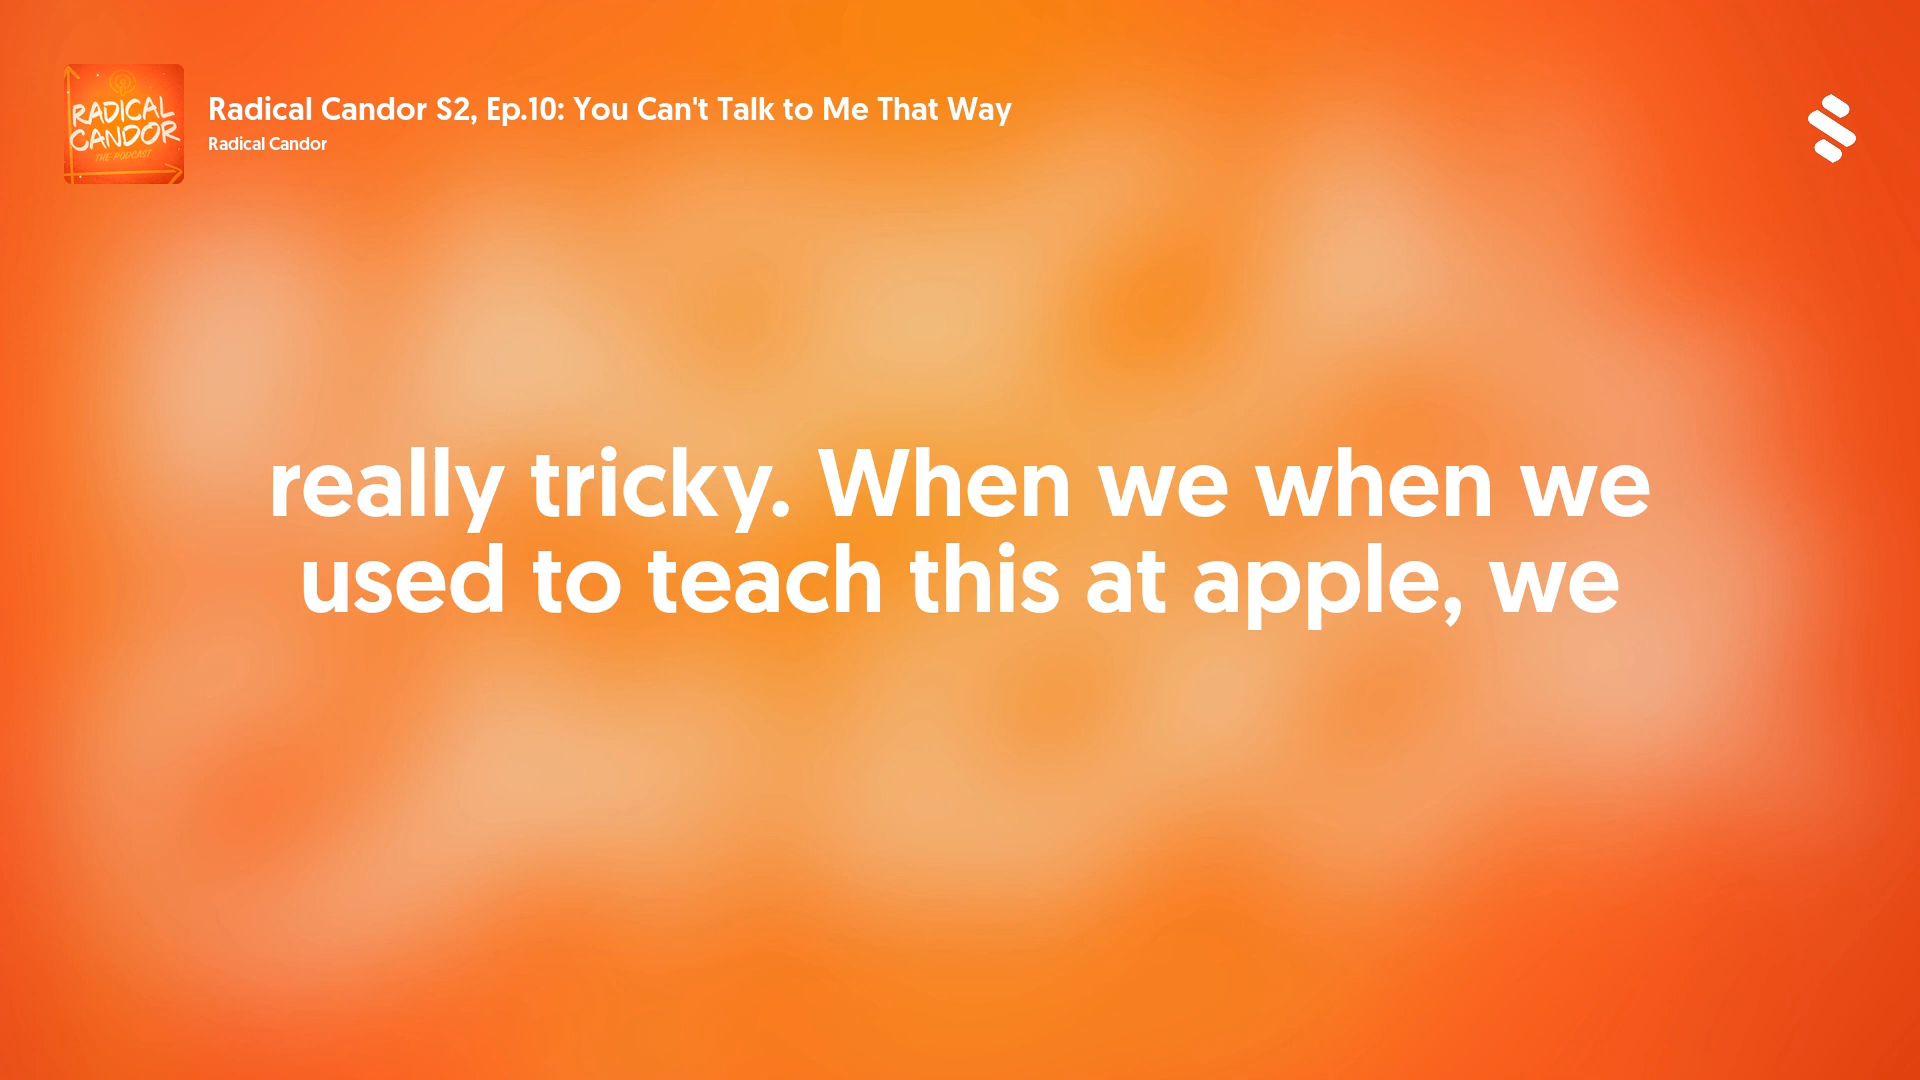 RADICAL
CANDOR
THE PODCAST
Radical Candor S2, Ep.10: You Can't Talk to Me That Way
Radical Candor
really tricky. When we when we
used to teach this at apple, we